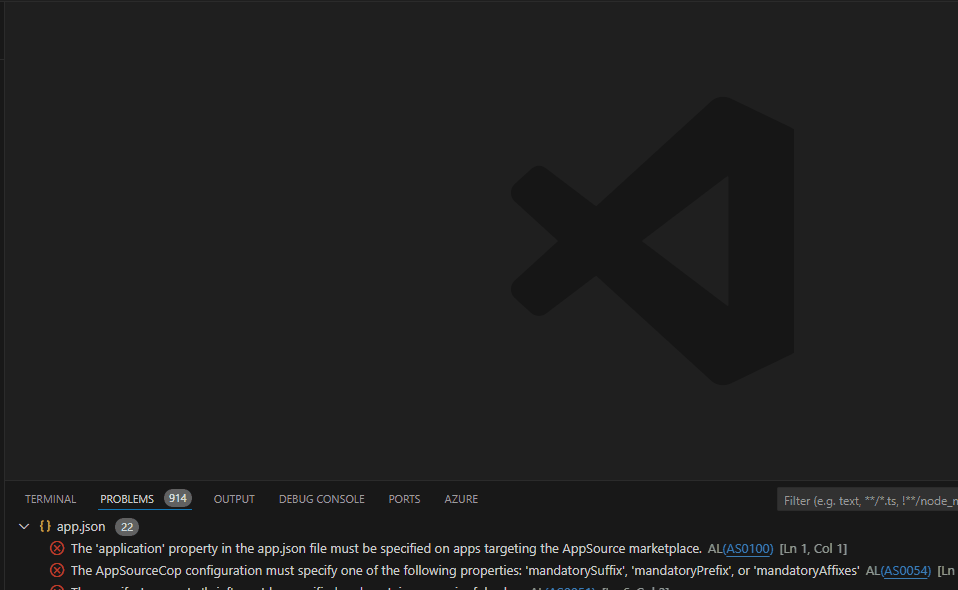 TERMINAL PROBLEMS 914 OUTPUT DEBUG CONSOLE PORTS AZURE Filter (e.g. text, **/*.ts, !**/node_
{} app.json 22
The 'application' property in the app.json file must be specified on apps targeting the AppSource marketplace. AL(AS0100) [Ln 1, Col 1]
The AppSourceCop configuration must specify one of the following properties: 'mandatorySuffix', 'mandatoryPrefix', or 'mandatoryAffixes' AL(AS0054) [Ln